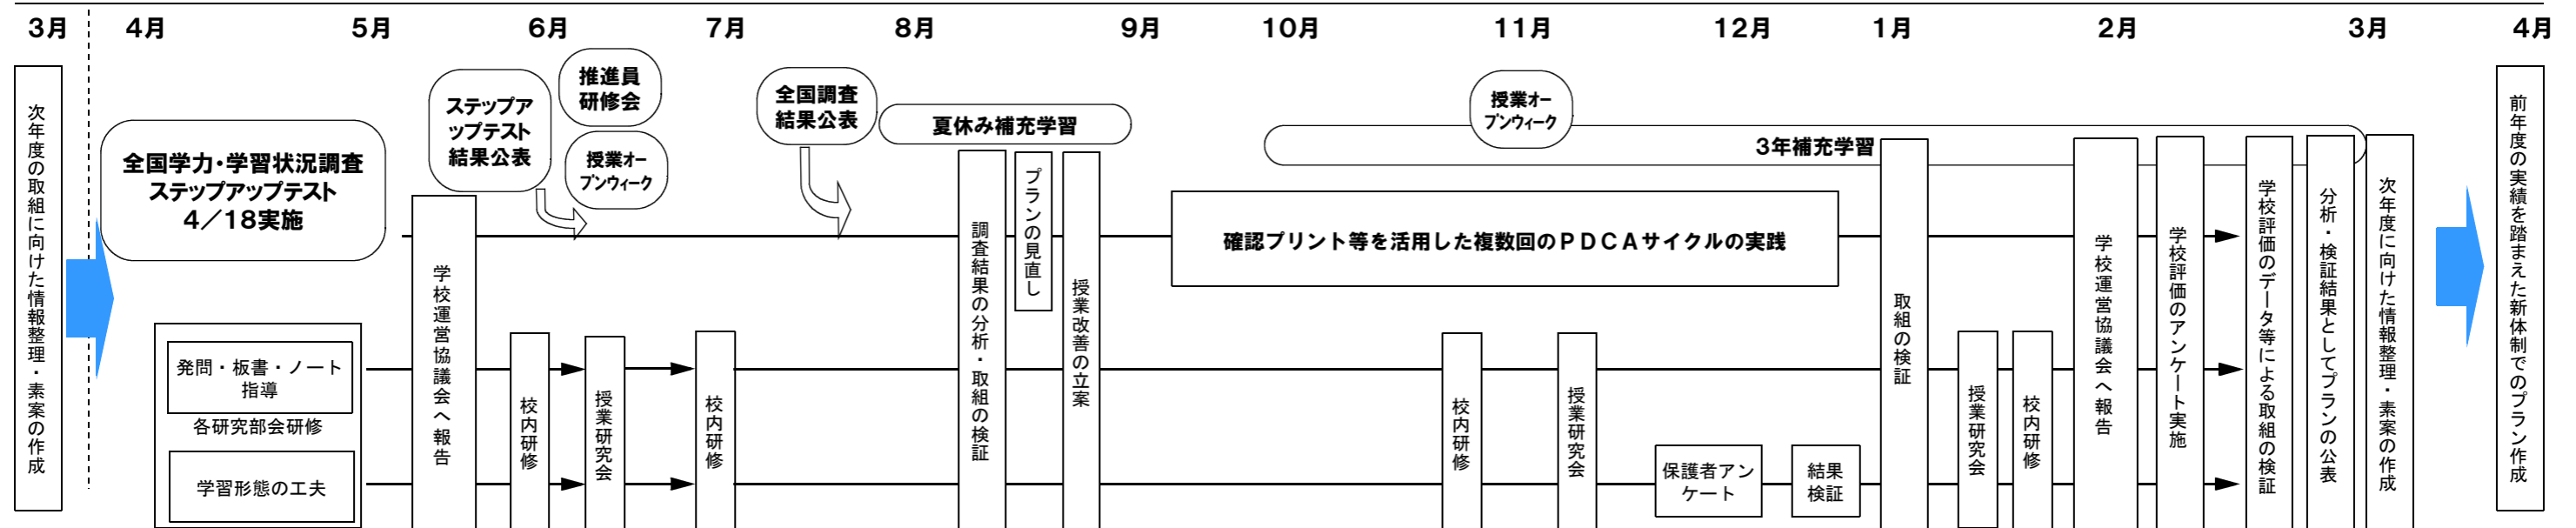 3月
4月
5月
6月
7月
8月
9月
10月
11月
12月
1月
2月
3月
4月
次年度の取組に向けた情報整理・素案の作成
全国学力・学習状況調査
ステップアップテスト
4／18実施
発問・板書・ノート
指導
各研究部会研修
学習形態の工夫
ステップア
ップテスト
結果公表
学校運営協議会へ報告
推進員
研修会
授業オー
プンウィーク
校内研修
授業研究会
校内研修
全国調査
結果公表
夏休み補充学習
調査結果の分析・取組の検証
プランの見直し
授業改善の立案
確認プリント等を活用した複数回のＰＤＣＡサイクルの実践
授業オー
プンウィーク
3年補充学習
校内研修
授業研究会
保護者アン
ケート
結果
検証
取組の検証
授業研究会
校内研修
学校運営協議会へ報告
学校評価のアンケート実施
学校評価のデータ等による取組の検証
分析・検証結果としてプランの公表
次年度に向けた情報整理・素案の作成
前年度の実績を踏まえた新体制でのプラン作成